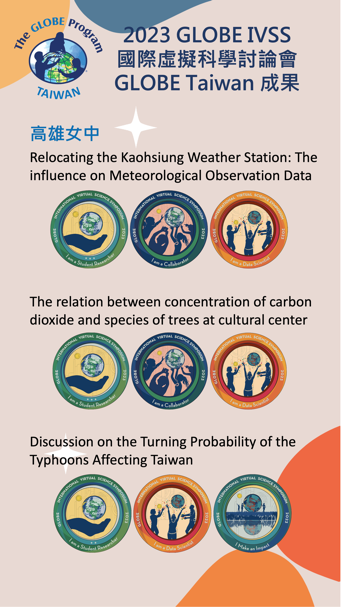 The GLOBE Program
TAIWAN
2023 GLOBE IVSS
國際虛擬科學討論會
GLOBE Taiwan 成果
高雄女中
Relocating the Kaohsiung Weather Station: The
influence on Meteorological Observation Data
INTERNATIONAL VIRTUAL SCIENCE SYMPOSIUM
GLOBE
2023
I am a Student Researcher
INTERNATIONAL VIRTUAL SCIENCE SYMPOSIUM
GLOBE
2023
I am a Collaborator
INTERNATIONAL VIRTUAL SCIENCE SYMPOSIUM
GLOBE
2023
I am a Data Scientist
The relation between concentration of carbon
dioxide and species of trees at cultural center
INTERNATIONAL VIRTUAL SCIENCE SYMPOSIUM
GLOBE
2023
I am a Student Researcher
INTERNATIONAL VIRTUAL SCIENCE SYMPOSIUM
GLOBE
2023
I am a Collaborator
INTERNATIONAL VIRTUAL SCIENCE SYMPOSIUM
GLOBE
2023
I am a Data Scientist
Discussion on the Turning Probability of the
Typhoons Affecting Taiwan
INTERNATIONAL VIRTUAL SCIENCE SYMPOSIUM
GLOBE
2023
I am a Student Researcher
INTERNATIONAL VIRTUAL SCIENCE SYMPOSIUM
GLOBE
2023
I am a Data Scientist
INTERNATIONAL VIRTUAL SCIENCE SYMPOSIUM
GLOBE
2023
I Make an Impact